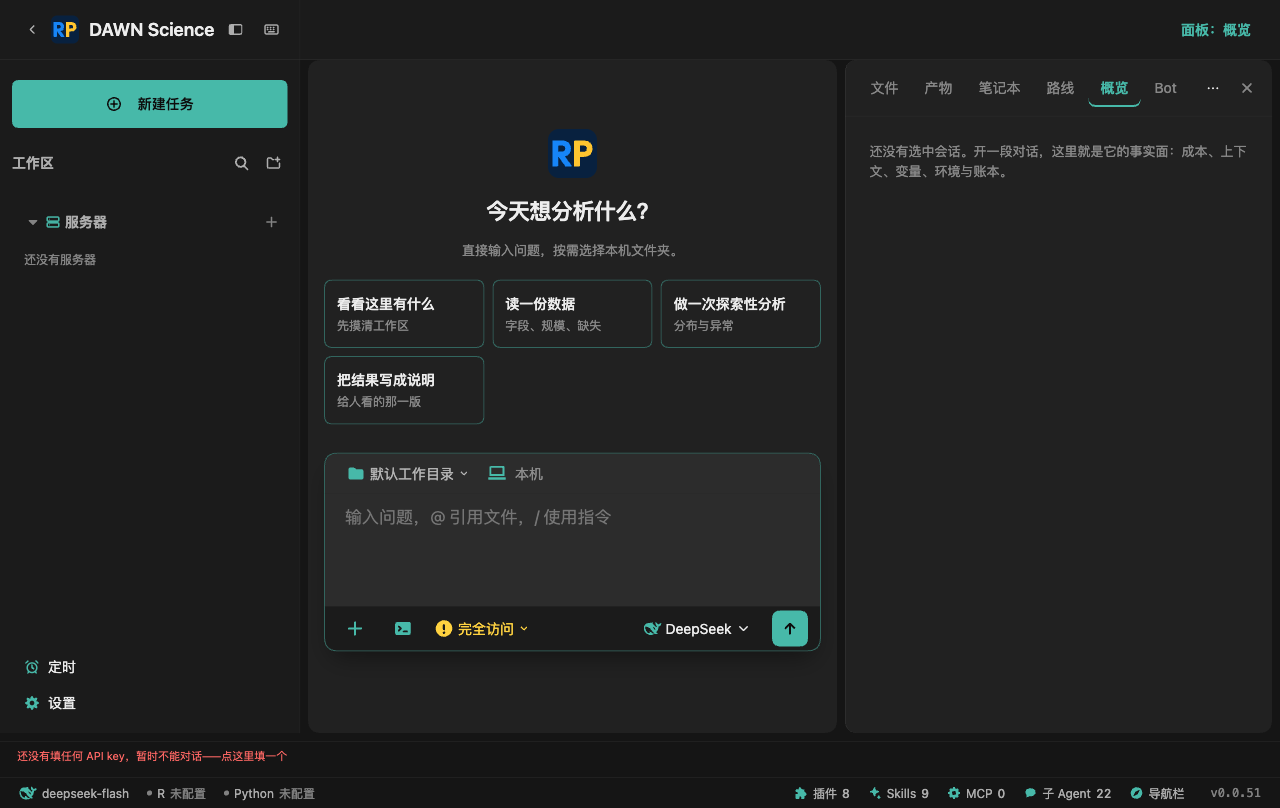 RP DAWN Science
面板：概览
新建任务
工作区
服务器
还没有服务器
定时
设置
RP
今天想分析什么?
直接输入问题，按需选择本机文件夹。
看看这里有什么
先摸清工作区
读一份数据
字段、规模、缺失
做一次探索性分析
分布与异常
把结果写成说明
给人看的那一版
默认工作目录 本机
输入问题，@ 引用文件，/ 使用指令
完全访问 DeepSeek
文件 产物 笔记本 路线 概览 Bot
还没有选中会话。开一段对话，这里就是它的事实面：成本、上下
文、变量、环境与账本。
还没有填任何 API key，暂时不能对话——点这里填一个
deepseek-flash R 未配置 Python 未配置 插件 8 Skills 9 MCP 0 子 Agent 22 导航栏 v0.0.51